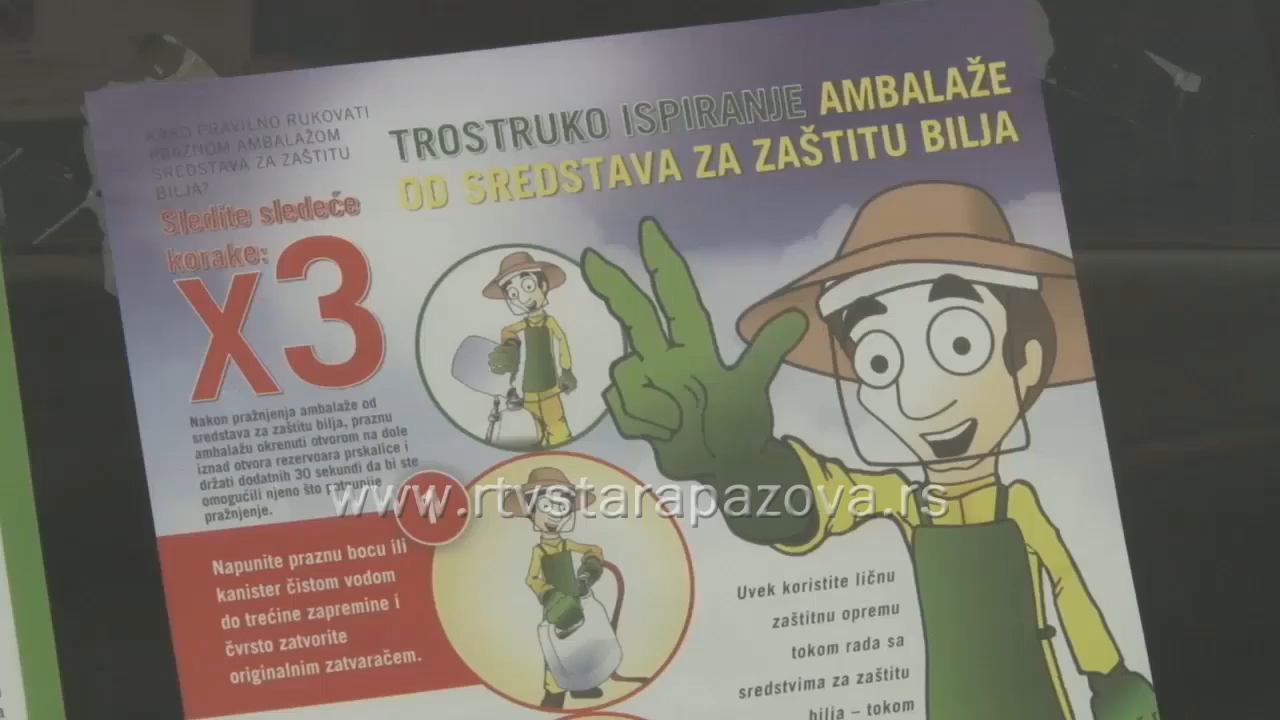 KAKO PRAVILNO RUKOVATI
PRAZNOM AMBALAŽOM
SREDSTAVA ZA ZAŠTITU
BILJA?
Sledite sledeće
korake:
X3
TROSTRUKO ISPIRANJE AMBALAŽE
OD SREDSTAVA ZA ZAŠTITU BILJA
Nakon pražnjenja ambalaže od
sredstava za zaštitu bilja, praznu
ambalažu okrenuti otvorom na dole
iznad otvora rezervoara prskalice i
držati dodatnih 30 sekundi da bi ste
omogućili njeno što potpunije
pražnjenje.
www.rtvstarapazova.rs
1
Napunite praznu bocu ili
kanister čistom vodom
do trećine zapremine i
čvrsto zatvorite
originalnim zatvaračem.
Uvek koristite ličnu
zaštitnu opremu
tokom rada sa
sredstvima za zaštitu
bilja – tokom